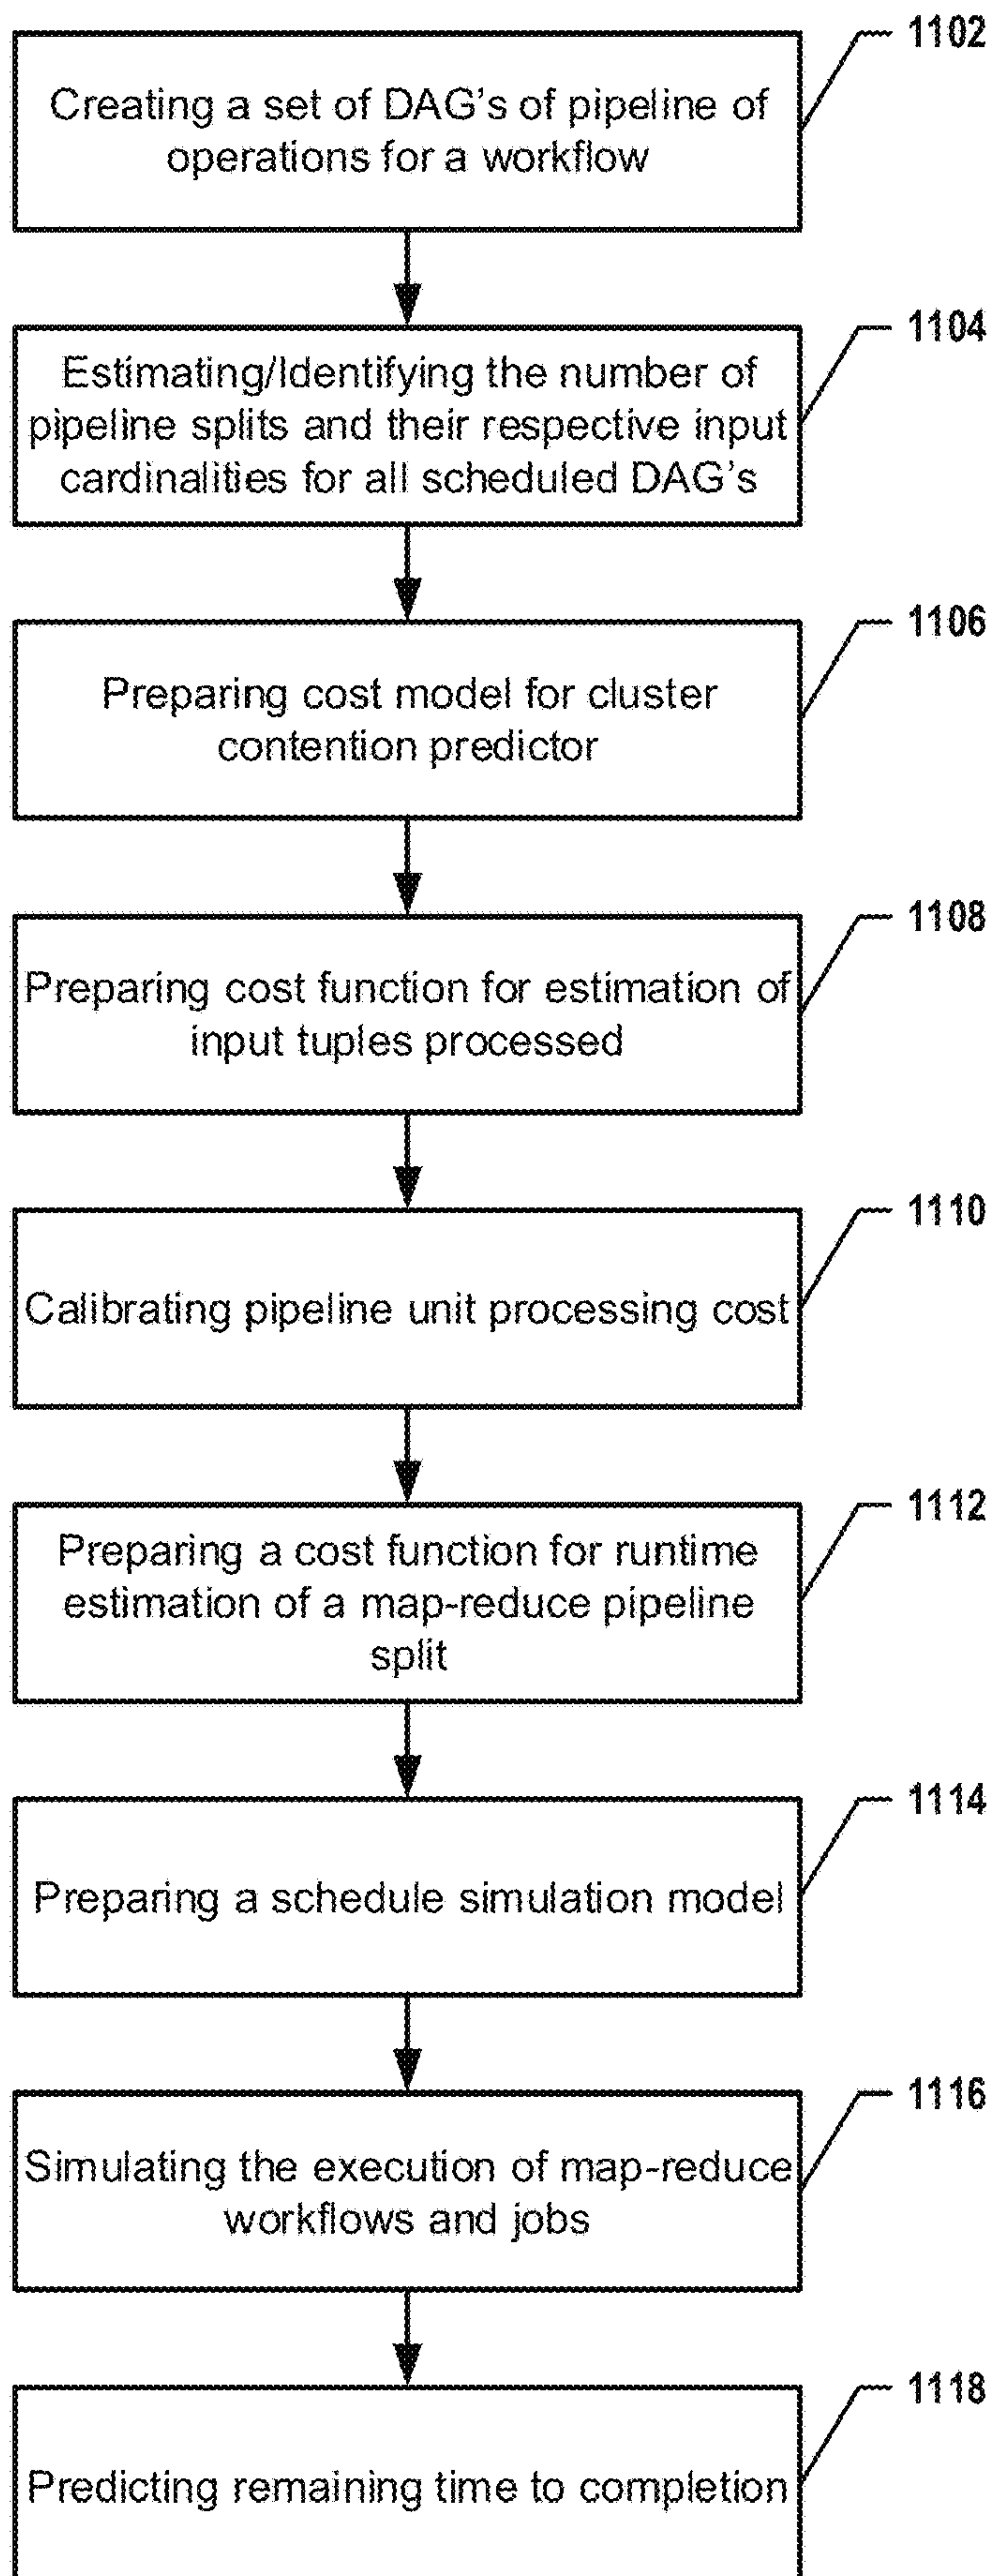 1102
Creating a set of DAG's of pipeline of
operations for a workflow
1104
Estimating/Identifying the number of
pipeline splits and their respective input
cardinalities for all scheduled DAG's
1106
Preparing cost model for cluster
contention predictor
1108
Preparing cost function for estimation of
input tuples processed
1110
Calibrating pipeline unit processing cost
1112
Preparing a cost function for runtime
estimation of a map-reduce pipeline
split
1114
Preparing a schedule simulation model
1116
Simulating the execution of map-reduce
workflows and jobs
1118
Predicting remaining time to completion